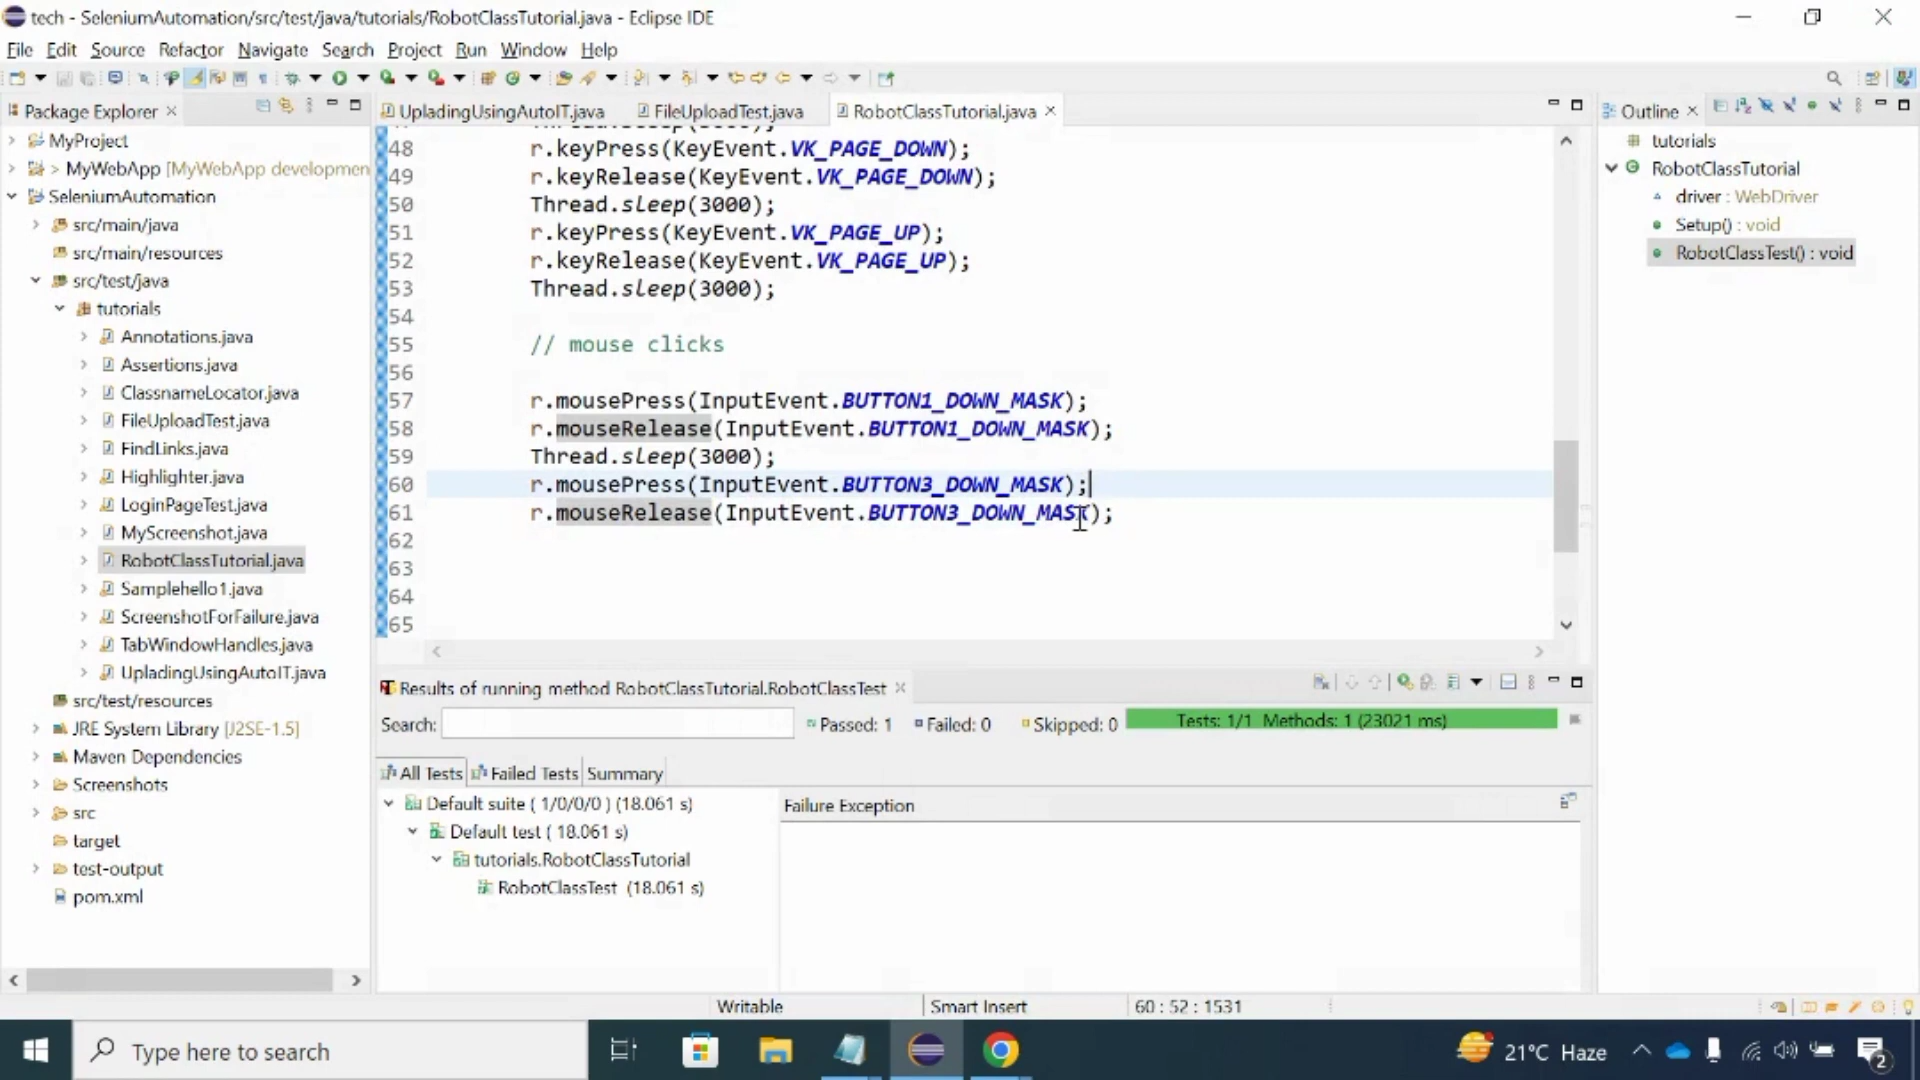 tech - SeleniumAutomation/src/test/java/tutorials/RobotClassTutorial.java - Eclipse IDE
File Edit Source Refactor Navigate Search Project Run Window Help
Package Explorer
MyProject
> MyWebApp [MyWebApp developmen
SeleniumAutomation
src/main/java
src/main/resources
src/test/java
tutorials
Annotations.java
Assertions.java
ClassnameLocator.java
FileUploadTest.java
FindLinks.java
Highlighter.java
LoginPageTest.java
MyScreenshot.java
RobotClassTutorial.java
Samplehello1.java
ScreenshotForFailure.java
TabWindowHandles.java
UpladingUsingAutoIT.java
src/test/resources
JRE System Library [J2SE-1.5]
Maven Dependencies
Screenshots
src
target
test-output
pom.xml
UpladingUsingAutoIT.java FileUploadTest.java RobotClassTutorial.java
48 r.keyPress(KeyEvent.VK_PAGE_DOWN);
49 r.keyRelease(KeyEvent.VK_PAGE_DOWN);
50 Thread.sleep(3000);
51 r.keyPress(KeyEvent.VK_PAGE_UP);
52 r.keyRelease(KeyEvent.VK_PAGE_UP);
53 Thread.sleep(3000);
54
55 // mouse clicks
56
57 r.mousePress(InputEvent.BUTTON1_DOWN_MASK);
58 r.mouseRelease(InputEvent.BUTTON1_DOWN_MASK);
59 Thread.sleep(3000);
60 r.mousePress(InputEvent.BUTTON3_DOWN_MASK);
61 r.mouseRelease(InputEvent.BUTTON3_DOWN_MASK);
62
63
64
65
Outline
tutorials
RobotClassTutorial
driver : WebDriver
Setup() : void
RobotClassTest() : void
Results of running method RobotClassTutorial.RobotClassTest
Search: Passed: 1 Failed: 0 Skipped: 0 Tests: 1/1 Methods: 1 (23021 ms)
All Tests Failed Tests Summary
Default suite ( 1/0/0/0 ) (18.061 s)
Default test ( 18.061 s)
tutorials.RobotClassTutorial
RobotClassTest (18.061 s)
Failure Exception
Writable Smart Insert 60 : 52 : 1531
Type here to search
21°C Haze
2